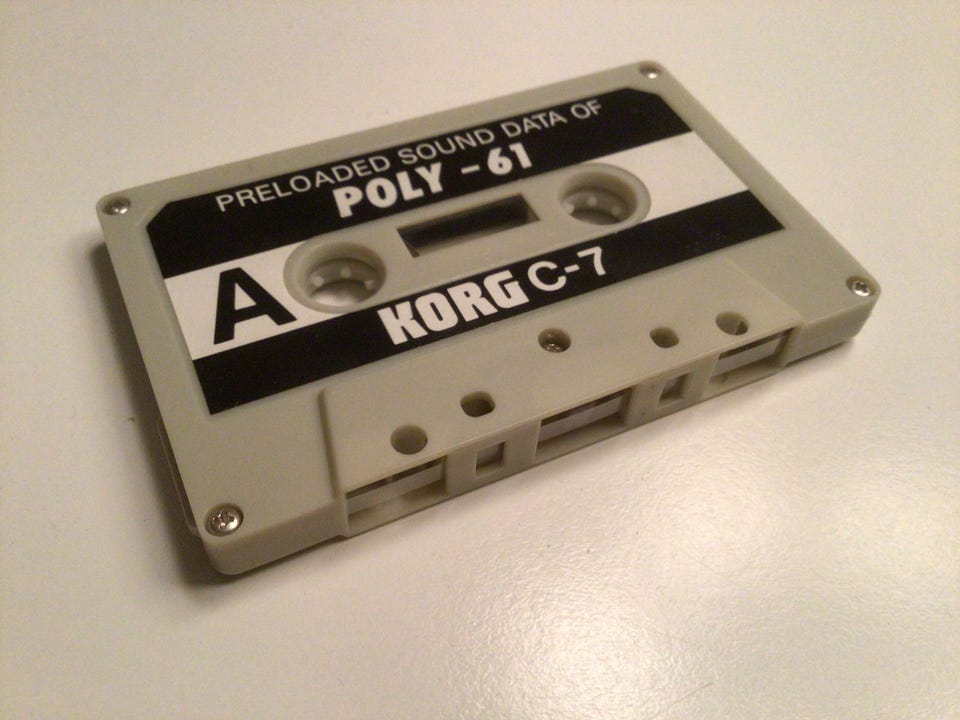 PRELOADED SOUND DATA OF
POLY -61
A
KORG C-7